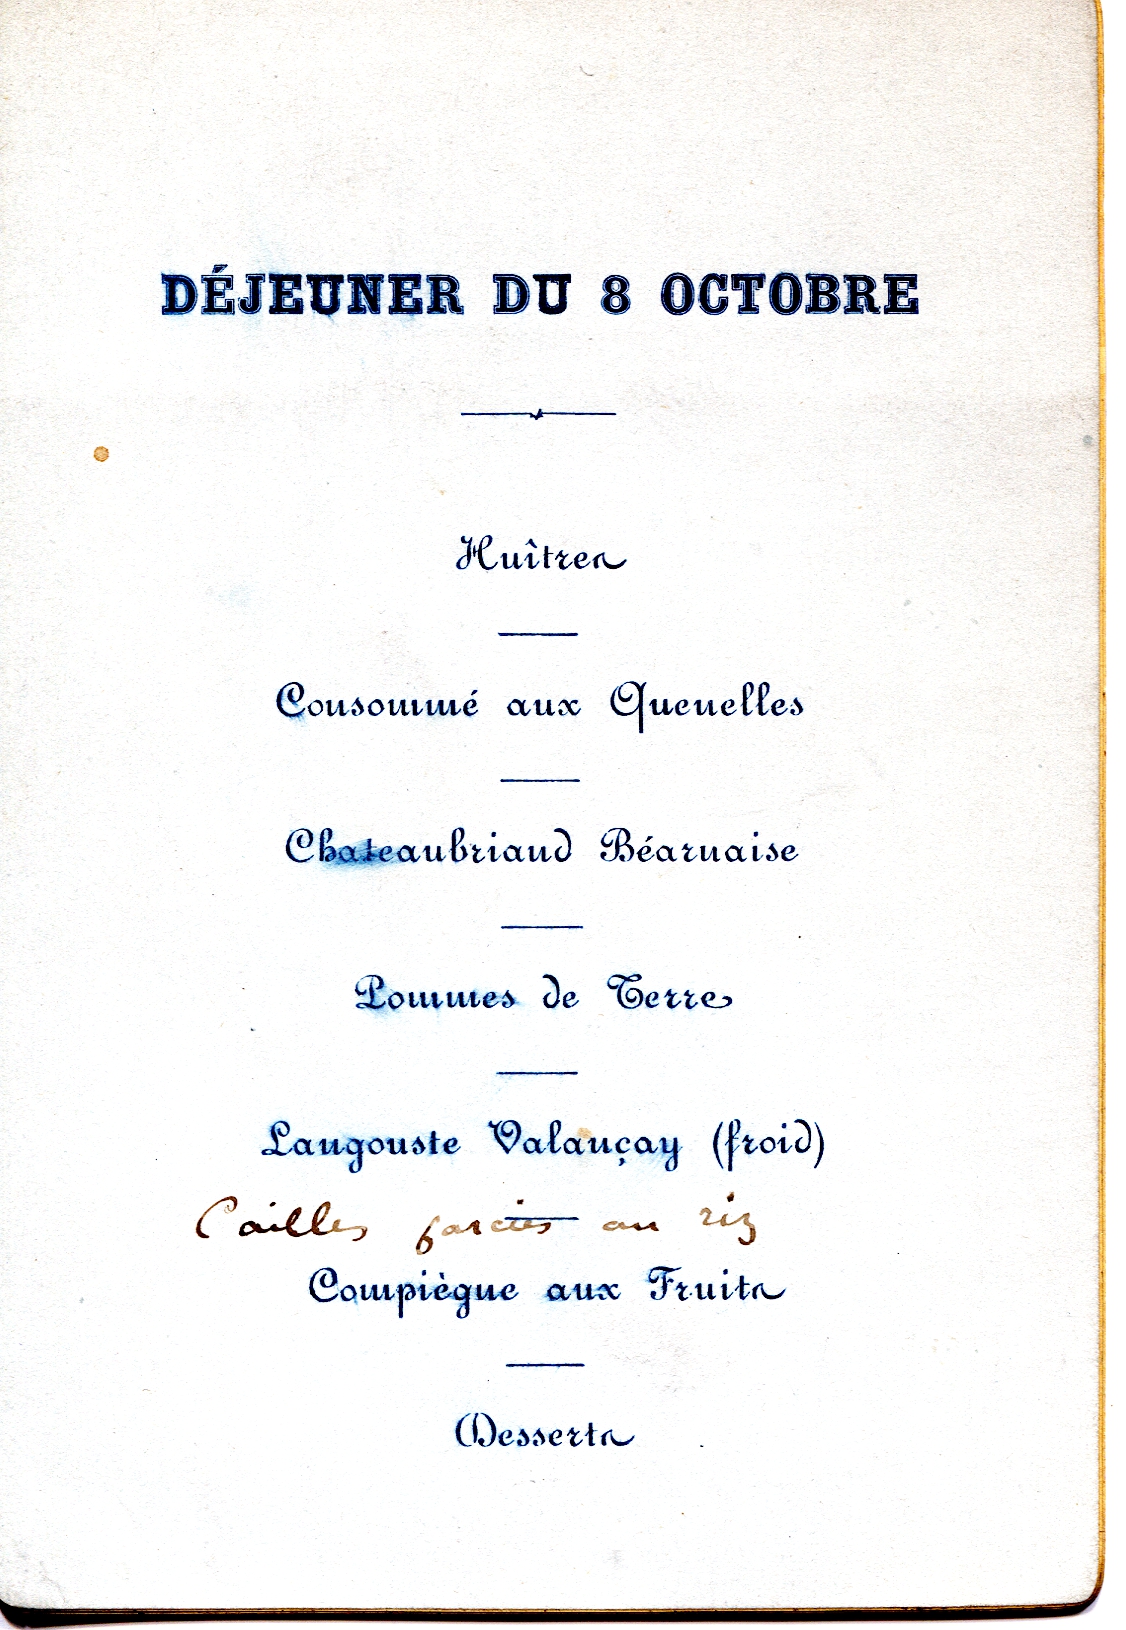 DÉJEUNER DU 8 OCTOBRE
Huîtres
Consommé aux Quenelles
Chateaubriand Béarnaise
Pommes de Terre
Langouste Valançay (froid)
Cailles farcies au riz
Compiègne aux Fruits
Desserts